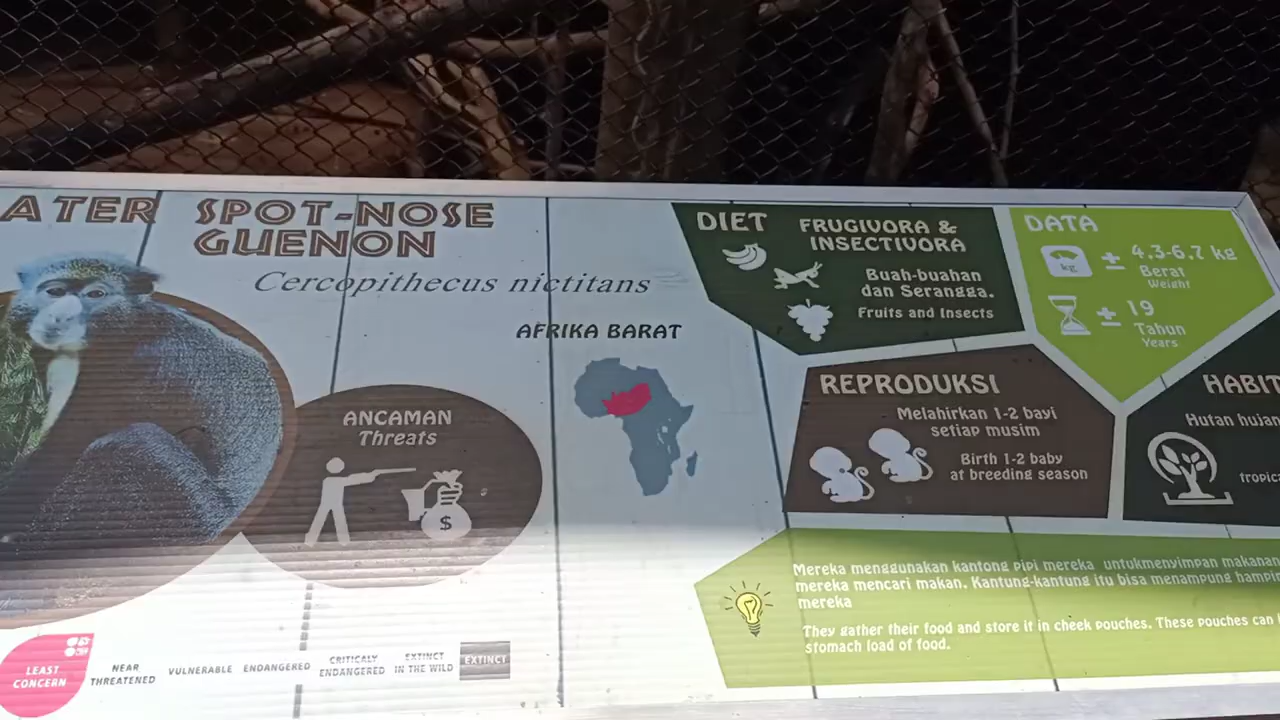 ATER SPOT-NOSE
GUENON
Cercopithecus nictitans
AFRIKA BARAT
ANCAMAN
Threats
$
LEAST
CONCERN
NEAR
THREATENED
VULNERABLE
ENDANGERED
CRITICALY
ENDANGERED
EXTINCT
IN THE WILD
EXTINCT
DIET
FRUGIVORA &
INSECTIVORA
Buah-buahan
dan Serangga.
Fruits and Insects
DATA
kg
± 4,3-6,7 kg
Berat
Weight
± 19
Tahun
Years
REPRODUKSI
Melahirkan 1-2 bayi
setiap musim
Birth 1-2 baby
at breeding season
HABIT
Hutan hujan
tropica
Mereka menggunakan kantong pipi mereka untukmenyimpan makanan
mereka mencari makan. Kantung-kantung itu bisa menampung hampi
mereka
They gather their food and store it in cheek pouches. These pouches can
stomach load of food.